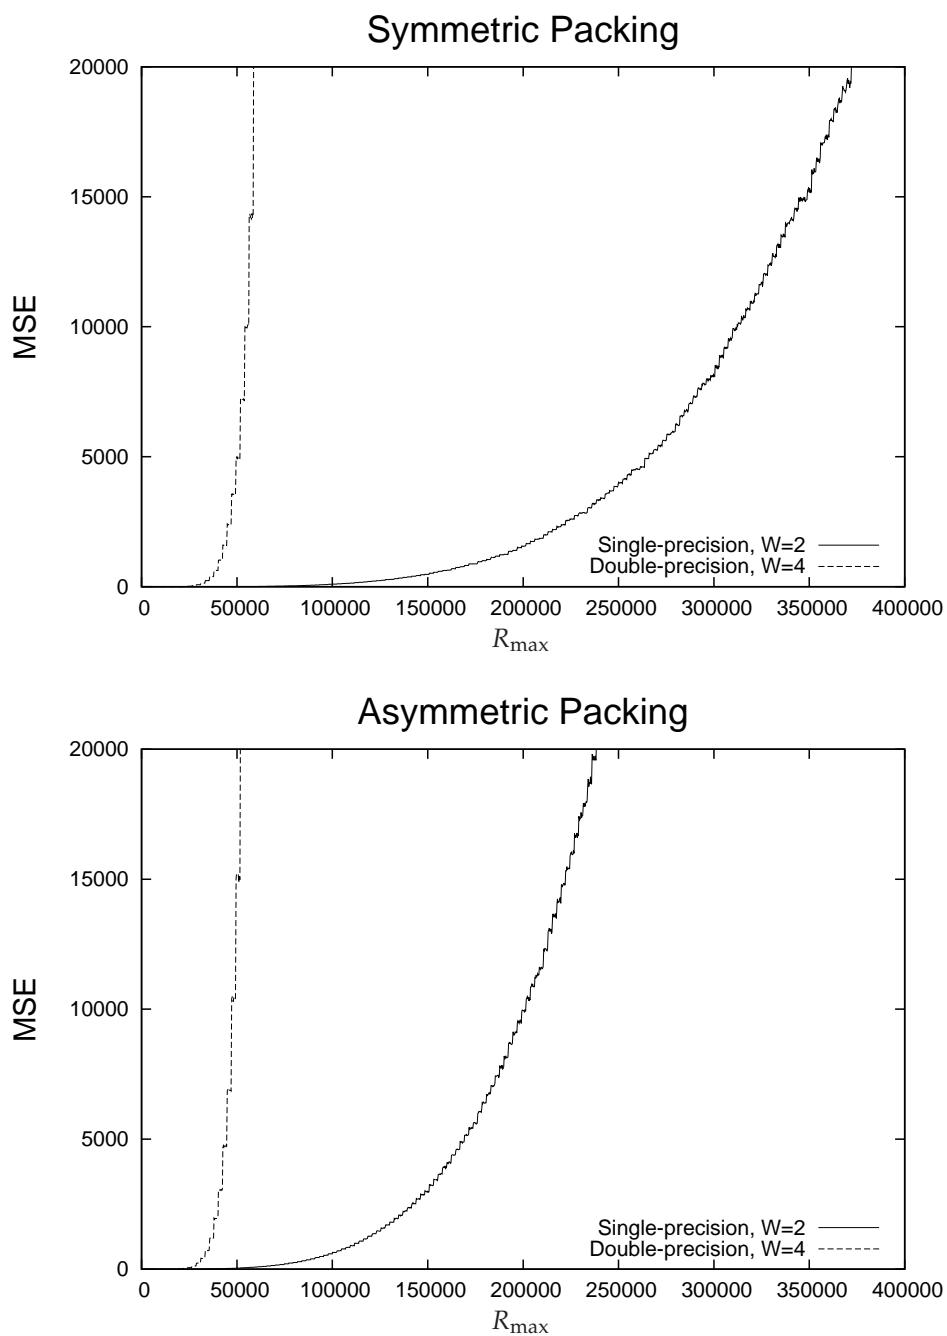 Symmetric Packing
20000
15000
10000
5000
0
MSE
Single-precision, W=2
Double-precision, W=4
0 50000 100000 150000 200000 250000 300000 350000 400000
Rmax
Asymmetric Packing
20000
15000
10000
5000
0
MSE
Single-precision, W=2
Double-precision, W=4
0 50000 100000 150000 200000 250000 300000 350000 400000
Rmax